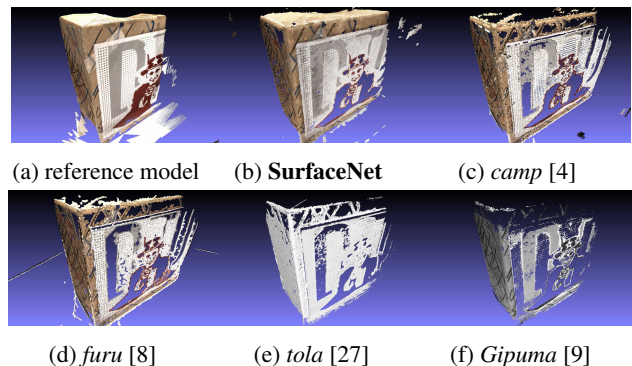 (a) reference model (b) SurfaceNet (c) camp [4]
(d) furu [8] (e) tola [27] (f) Gipuma [9]